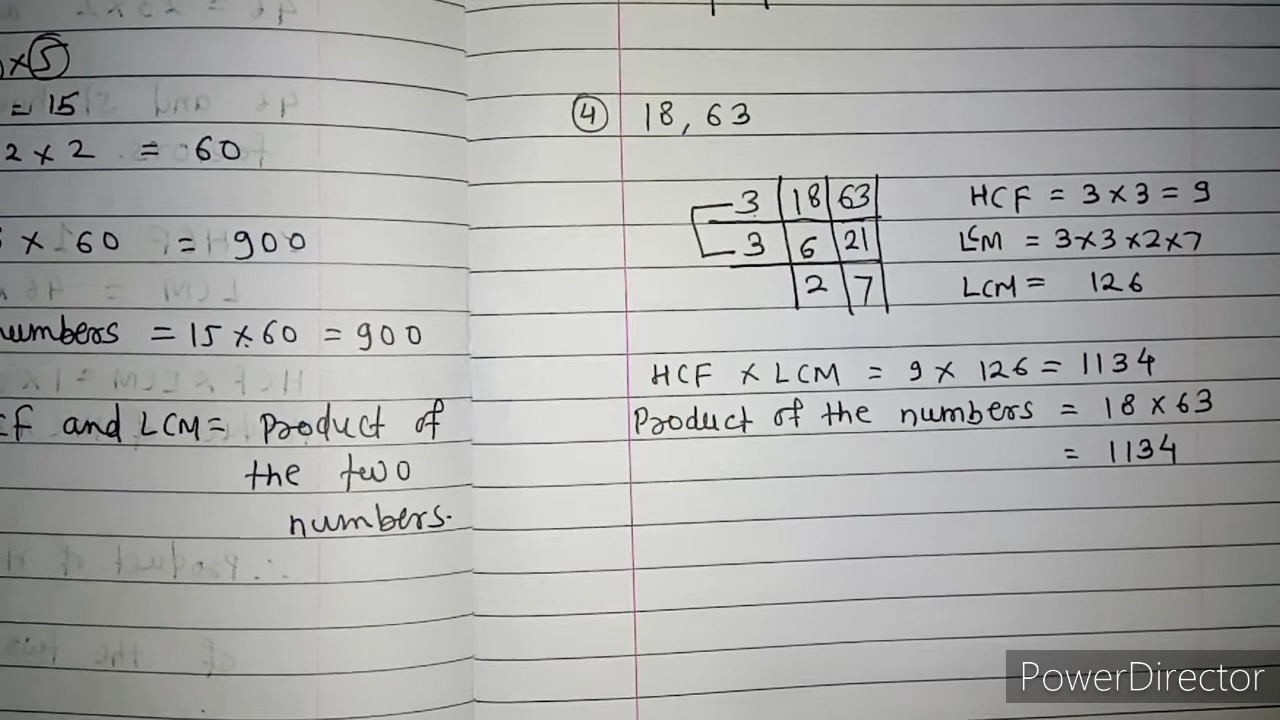 ×5
= 15
2 × 2 = 60
× 60 = 900
numbers = 15 × 60 = 900
CF and LCM = Product of
the two
numbers.
4 18, 63
3 18 63
3 6 21
2 7
HCF = 3 × 3 = 9
LCM = 3×3×2×7
LCM = 126
HCF × LCM = 9 × 126 = 1134
Product of the numbers = 18 × 63
= 1134
PowerDirector